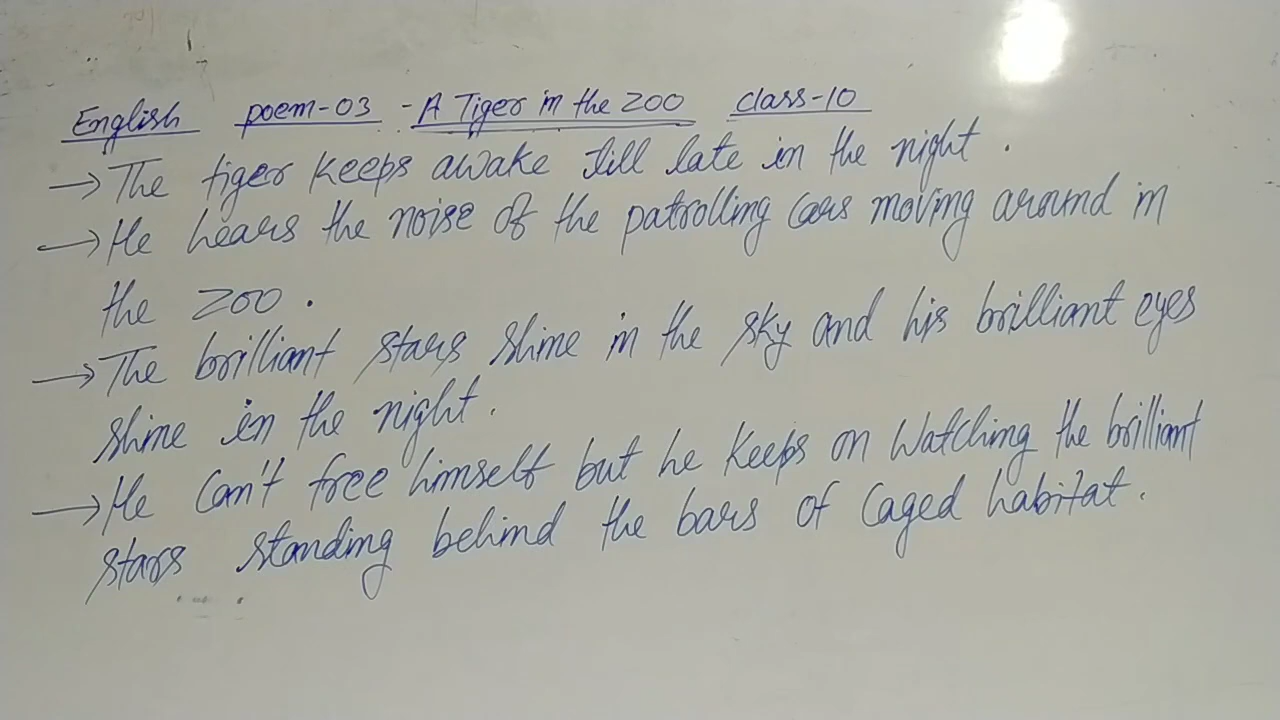 English poem-03 - A Tiger in the ZOO class-10
→ The tiger keeps awake till late in the night.
→ He hears the noise of the patrolling cars moving around in
the zoo.
→ The brilliant stars shine in the sky and his brilliant eyes
shine in the night.
→ He can't free himself but he keeps on watching the brilliant
stars standing behind the bars of caged habitat.